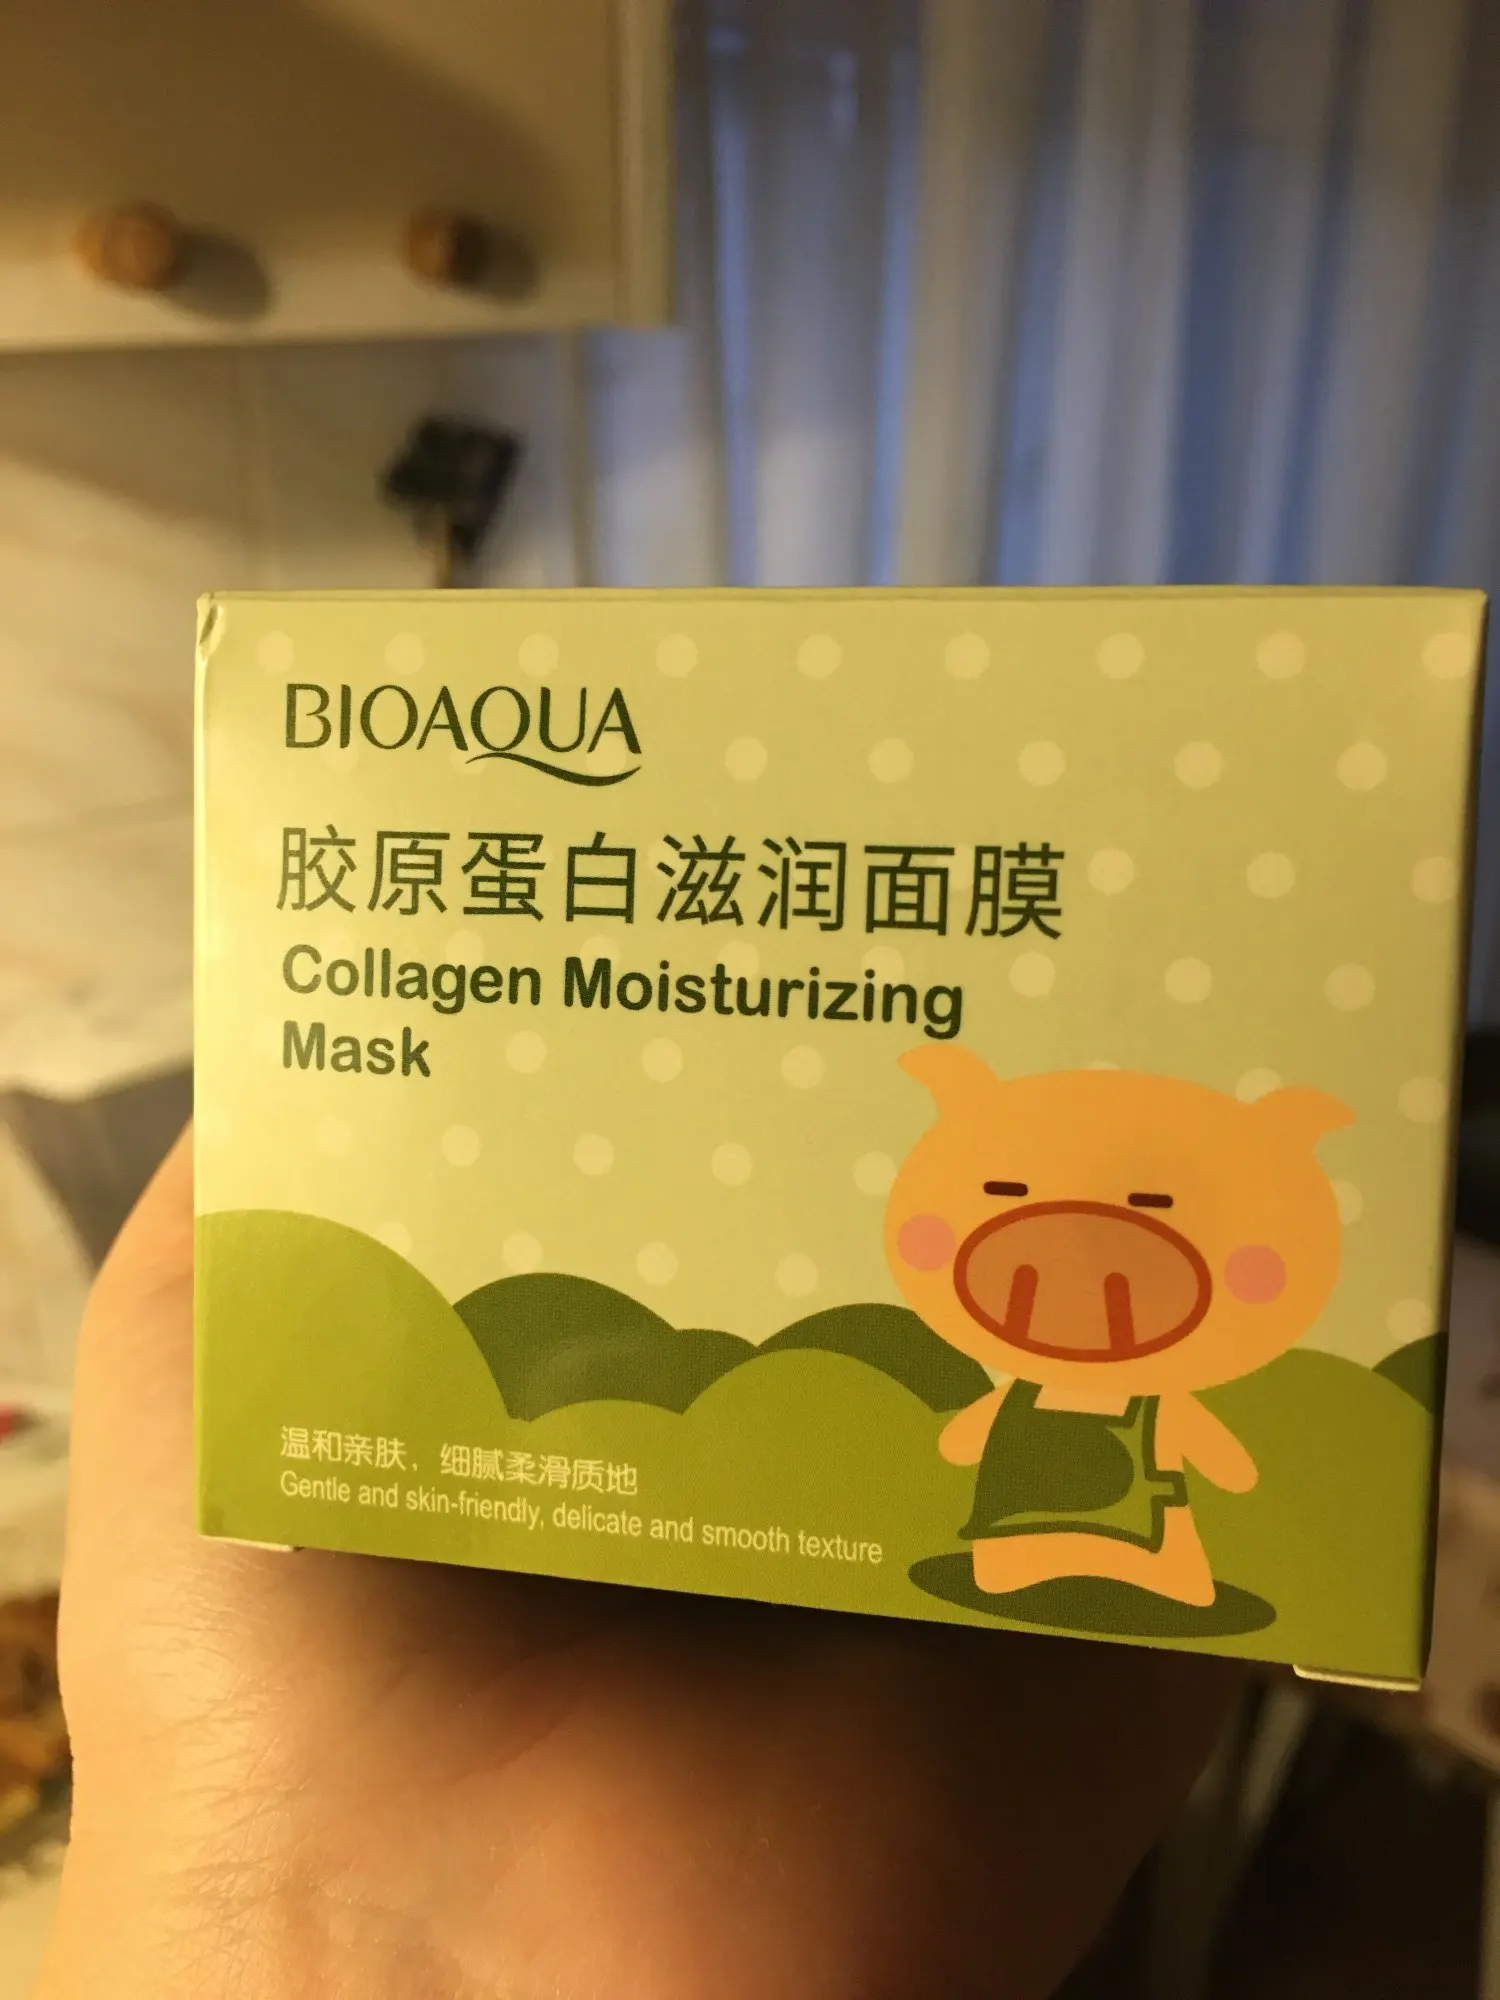 BIOAQUA
胶原蛋白滋润面膜
Collagen Moisturizing
Mask
温和亲肤，细腻柔滑质地
Gentle and skin-friendly, delicate and smooth texture